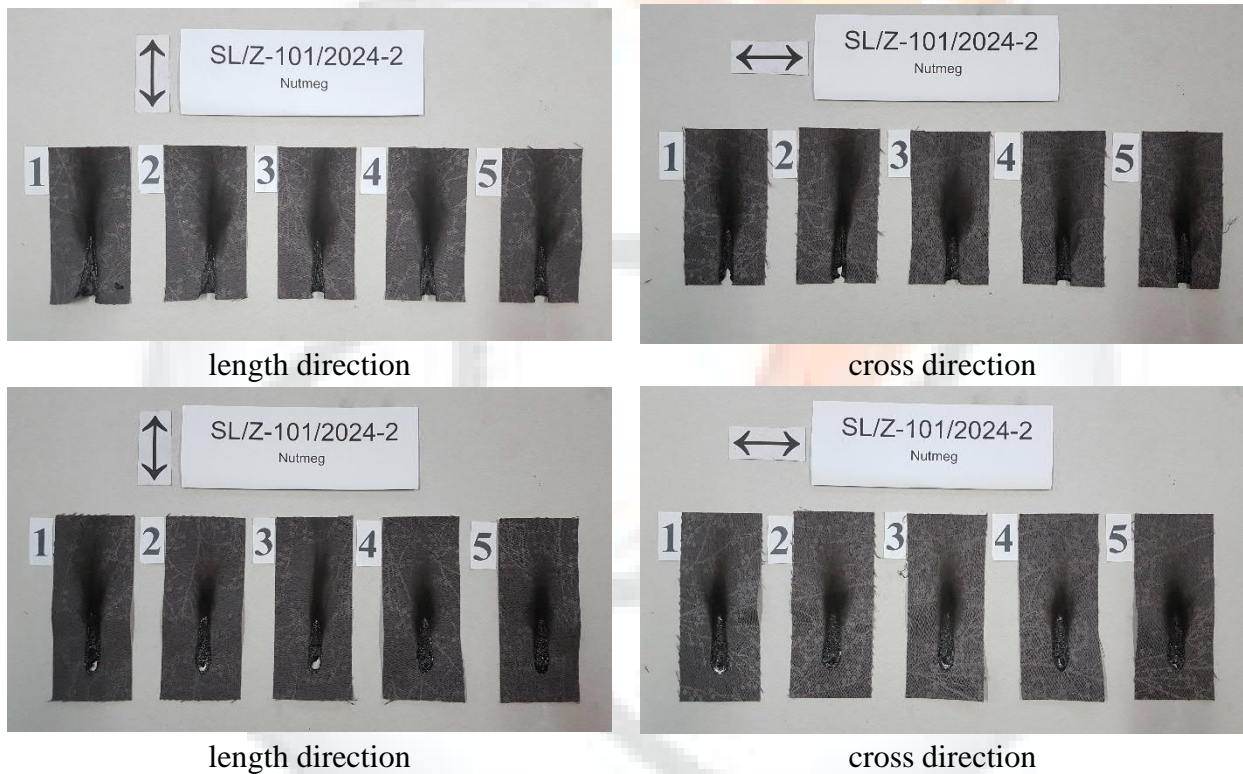 SL/Z-101/2024-2
Nutmeg
1 2 3 4 5
length direction
SL/Z-101/2024-2
Nutmeg
1 2 3 4 5
cross direction
SL/Z-101/2024-2
Nutmeg
1 2 3 4 5
length direction
SL/Z-101/2024-2
Nutmeg
1 2 3 4 5
cross direction